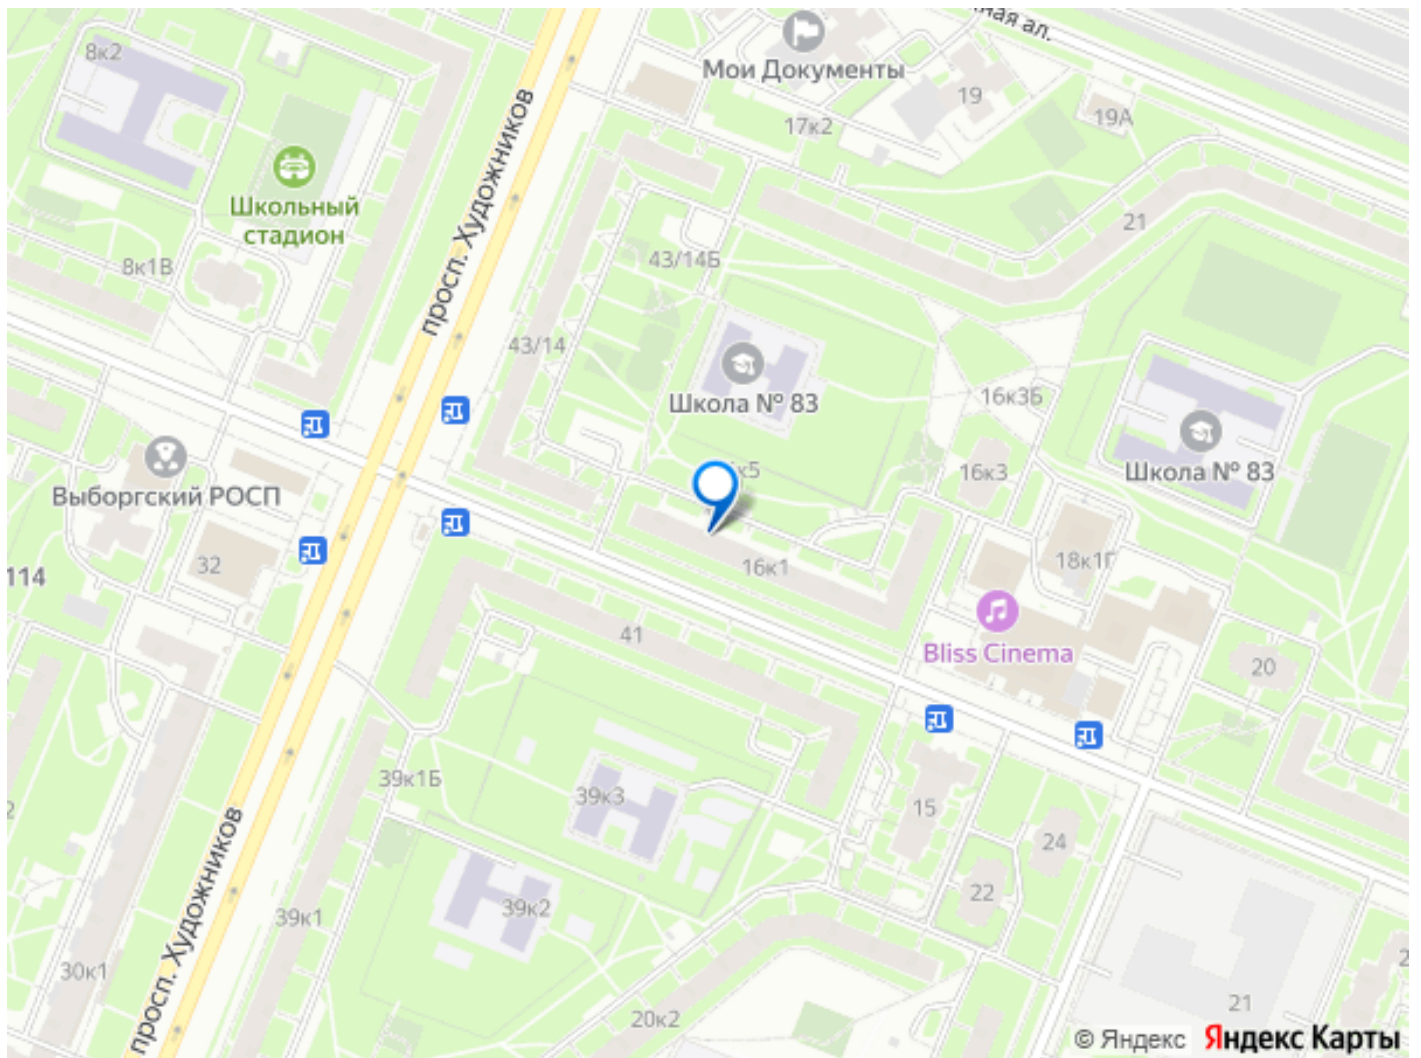 ная ал.
8к2
Мои Документы
19
19А
17к2
просп. Художников
Школьный
стадион
21
43/14Б
8к1В
43/14
Школа № 83
16к3Б
Выборгский РОСП
16к3
Школа № 83
32
18к1Г
114
16к1
41
Bliss Cinema
20
39к1Б
39к3
15
24
22
39к2
39к1
просп. Художников
30к1
20к2
21
© Яндекс Яндекс Карты